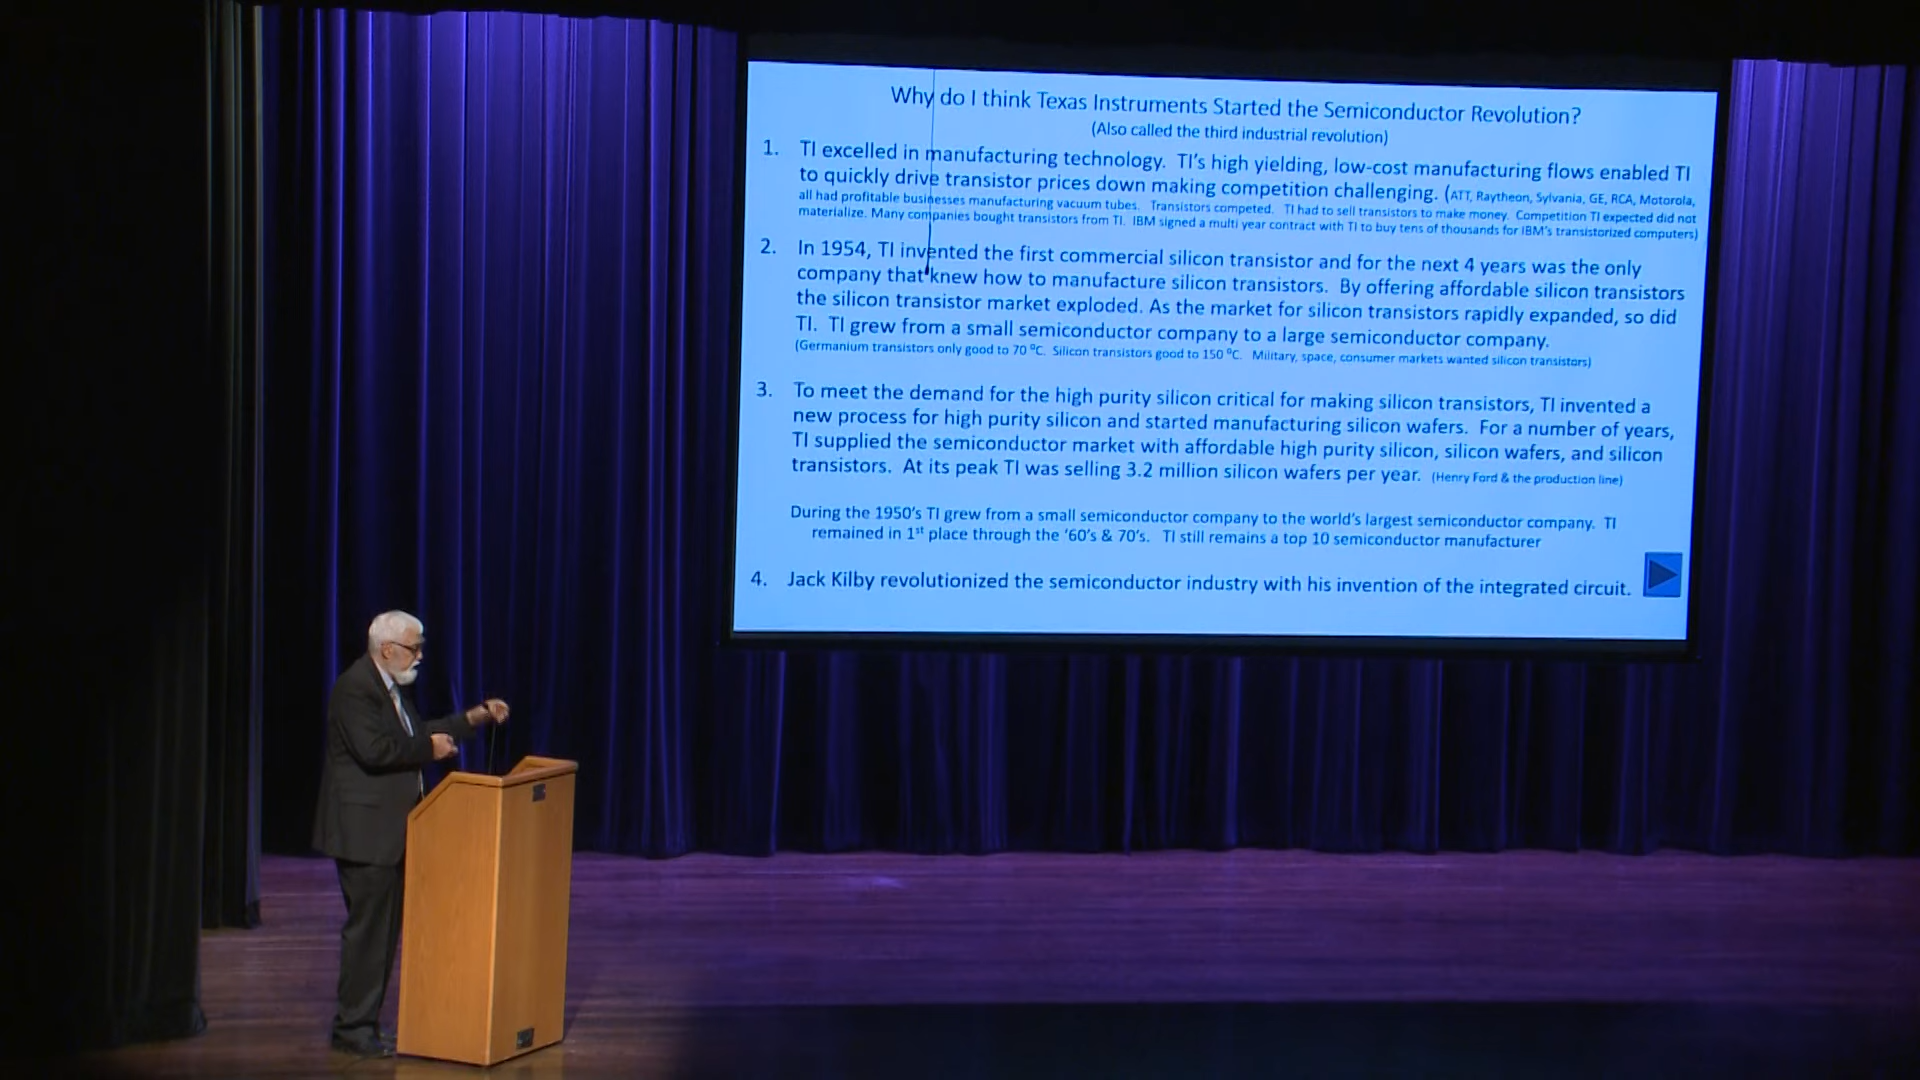 Why do I think Texas Instruments Started the Semiconductor Revolution?
(Also called the third industrial revolution)
1. TI excelled in manufacturing technology. TI's high yielding, low-cost manufacturing flows enabled TI
to quickly drive transistor prices down making competition challenging. (ATT, Raytheon, Sylvania, GE, RCA, Motorola,
all had profitable businesses manufacturing vacuum tubes. Transistors competed. TI had to sell transistors to make money. Competition TI expected did not
materialize. Many companies bought transistors from TI. IBM signed a multi year contract with TI to buy tens of thousands for IBM's transistorized computers)
2. In 1954, TI invented the first commercial silicon transistor and for the next 4 years was the only
company that knew how to manufacture silicon transistors. By offering affordable silicon transistors
the silicon transistor market exploded. As the market for silicon transistors rapidly expanded, so did
TI. TI grew from a small semiconductor company to a large semiconductor company.
(Germanium transistors only good to 70 °C. Silicon transistors good to 150 °C. Military, space, consumer markets wanted silicon transistors)
3. To meet the demand for the high purity silicon critical for making silicon transistors, TI invented a
new process for high purity silicon and started manufacturing silicon wafers. For a number of years,
TI supplied the semiconductor market with affordable high purity silicon, silicon wafers, and silicon
transistors. At its peak TI was selling 3.2 million silicon wafers per year. (Henry Ford & the production line)
During the 1950's TI grew from a small semiconductor company to the world's largest semiconductor company. TI
remained in 1st place through the '60's & 70's. TI still remains a top 10 semiconductor manufacturer
4. Jack Kilby revolutionized the semiconductor industry with his invention of the integrated circuit.